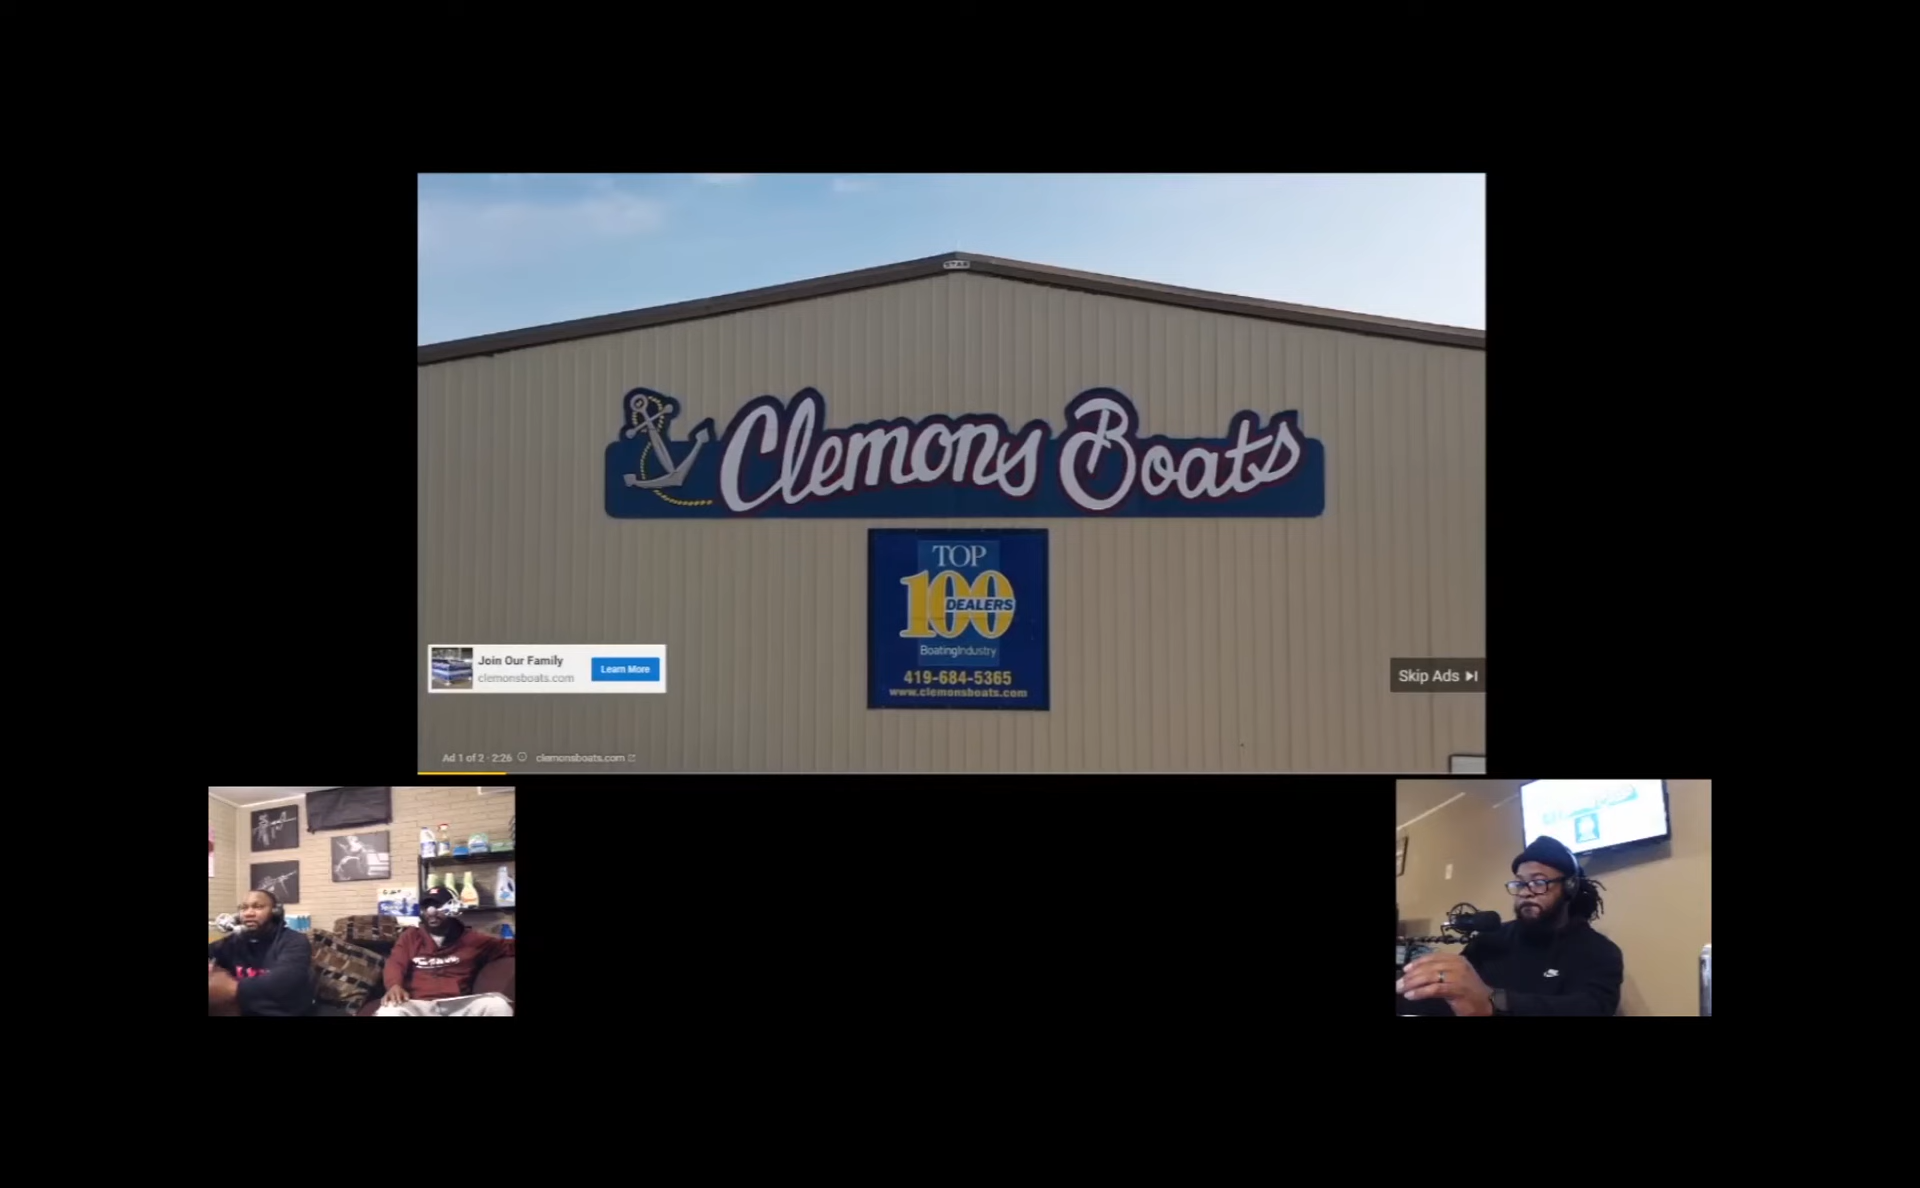 Clemons Boats
TOP
100
DEALERS
BoatingIndustry
419-684-5365
www.clemonsboats.com
Join Our Family
clemonsboats.com
Learn More
Skip Ads
Ad 1 of 2 · 2:26
clemonsboats.com